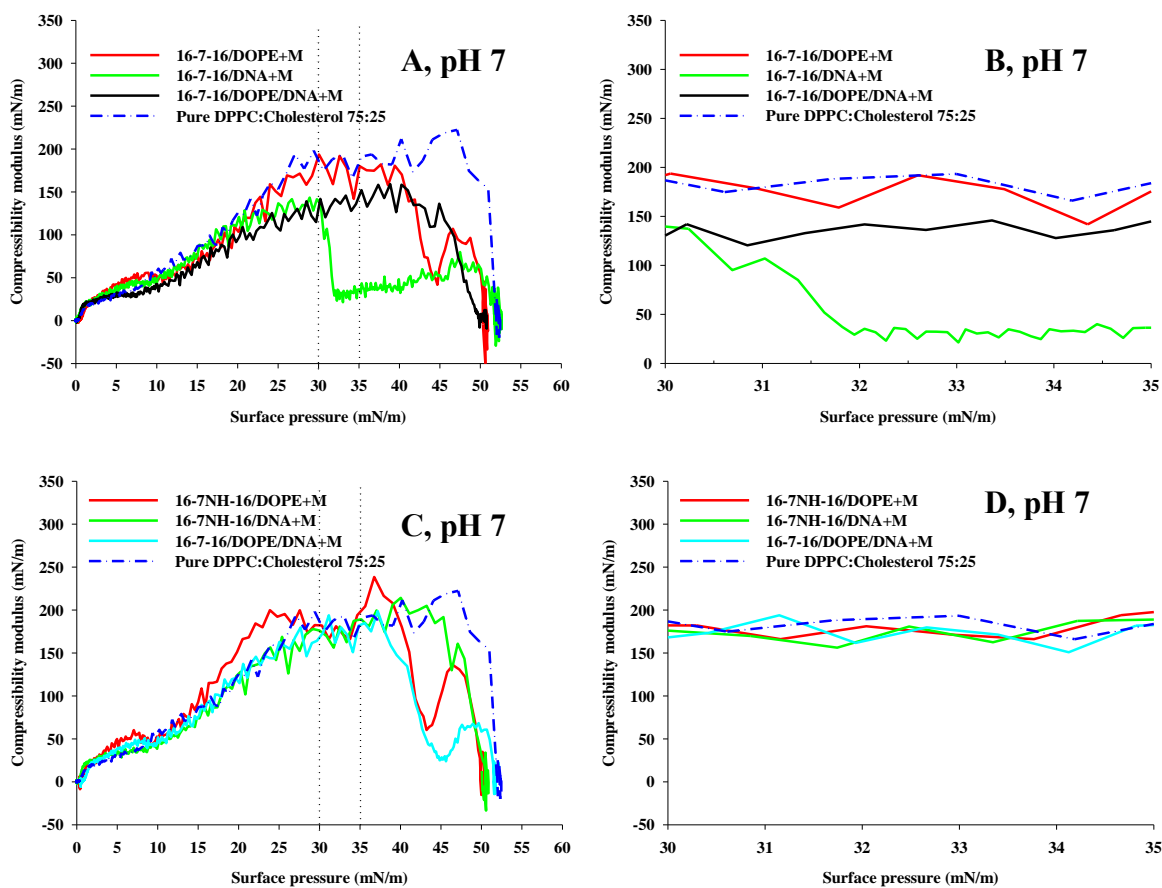 A, pH 7
16-7-16/DOPE+M
16-7-16/DNA+M
16-7-16/DOPE/DNA+M
Pure DPPC:Cholesterol 75:25
Compressibility modulus (mN/m)
350
300
250
200
150
100
50
0
-50
0 5 10 15 20 25 30 35 40 45 50 55 60
Surface pressure (mN/m)
B, pH 7
16-7-16/DOPE+M
16-7-16/DNA+M
16-7-16/DOPE/DNA+M
Pure DPPC:Cholesterol 75:25
Compressibility modulus (mN/m)
350
300
250
200
150
100
50
0
30 31 32 33 34 35
Surface pressure (mN/m)
C, pH 7
16-7NH-16/DOPE+M
16-7NH-16/DNA+M
16-7-16/DOPE/DNA+M
Pure DPPC:Cholesterol 75:25
Compressibility modulus (mN/m)
350
300
250
200
150
100
50
0
-50
0 5 10 15 20 25 30 35 40 45 50 55 60
Surface pressure (mN/m)
D, pH 7
16-7NH-16/DOPE+M
16-7NH-16/DNA+M
16-7-16/DOPE/DNA+M
Pure DPPC:Cholesterol 75:25
Compressibility modulus (mN/m)
350
300
250
200
150
100
50
0
-50
30 31 32 33 34 35
Surface pressure (mN/m)